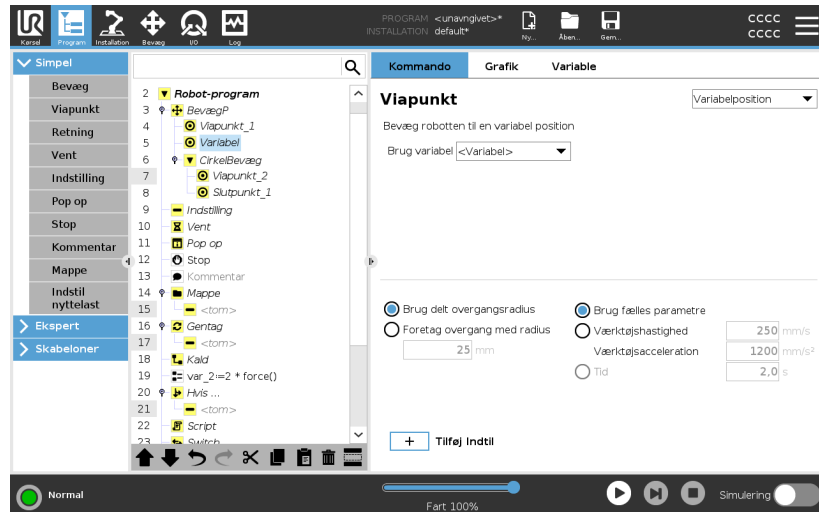 UR
Kørsel
Program
Installation
Bevæg
I/O
Log
PROGRAM <unavngivet>*
INSTALLATION default*
Ny...
Åben...
Gem...
CCCC
CCCC
Simpel
Bevæg
Viapunkt
Retning
Vent
Indstilling
Pop op
Stop
Kommentar
Mappe
Indstil
nyttelast
Ekspert
Skabeloner
2 Robot-program
3 BevægP
4 Viapunkt_1
5 Variabel
6 CirkelBevæg
7 Viapunkt_2
8 Slutpunkt_1
9 Indstilling
10 Vent
11 Pop op
12 Stop
13 Kommentar
14 Mappe
15 <tom>
16 Gentag
17 <tom>
18 Kald
19 var_2:=2 * force()
20 Hvis ...
21 <tom>
22 Script
23 Switch
Kommando Grafik Variable
Viapunkt
Variabelposition
Bevæg robotten til en variabel position
Brug variabel <Variabel>
Brug delt overgangsradius
Foretag overgang med radius
25 mm
Brug fælles parametre
Værktøjshastighed 250 mm/s
Værktøjsacceleration 1200 mm/s²
Tid 2,0 s
+ Tilføj Indtil
Normal
Fart 100%
Simulering